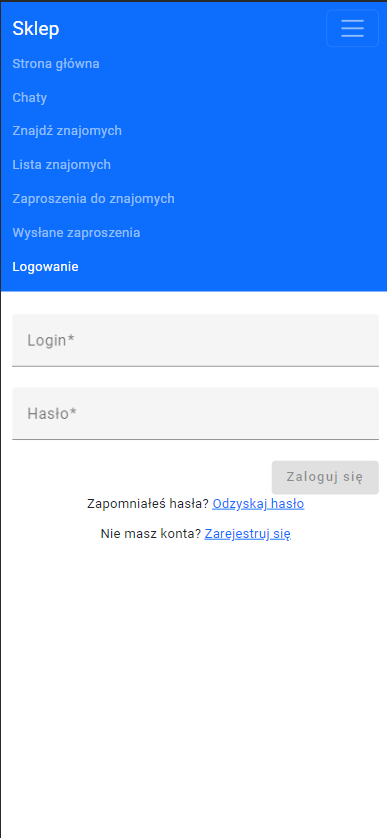 Sklep
Strona główna
Chaty
Znajdź znajomych
Lista znajomych
Zaproszenia do znajomych
Wysłane zaproszenia
Logowanie
Login*
Hasło*
Zaloguj się
Zapomniałeś hasła? Odzyskaj hasło
Nie masz konta? Zarejestruj się